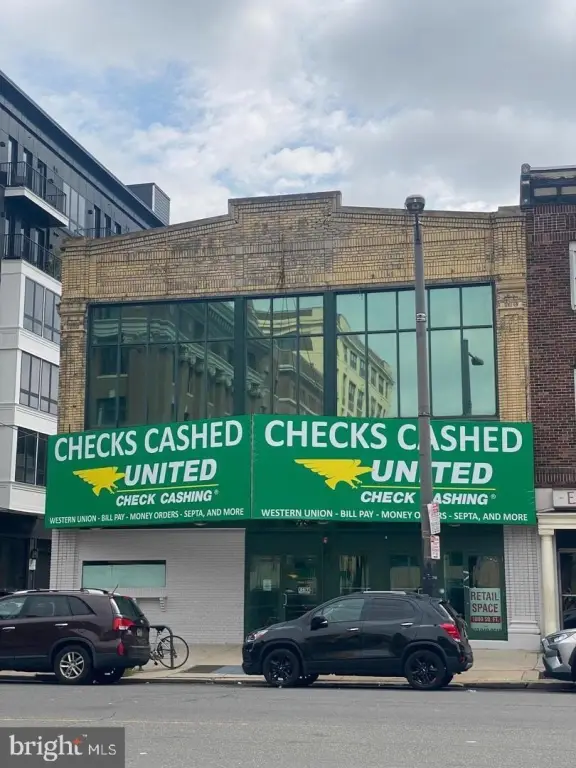 CHECKS CASHED
UNITED
CHECK CASHING®
WESTERN UNION - BILL PAY - MONEY ORDERS - SEPTA, AND MORE
CHECKS CASHED
UNITED
CHECK CASHING®
WESTERN UNION - BILL PAY - MONEY ORDERS - SEPTA, AND MORE
RETAIL
SPACE
bright MLS